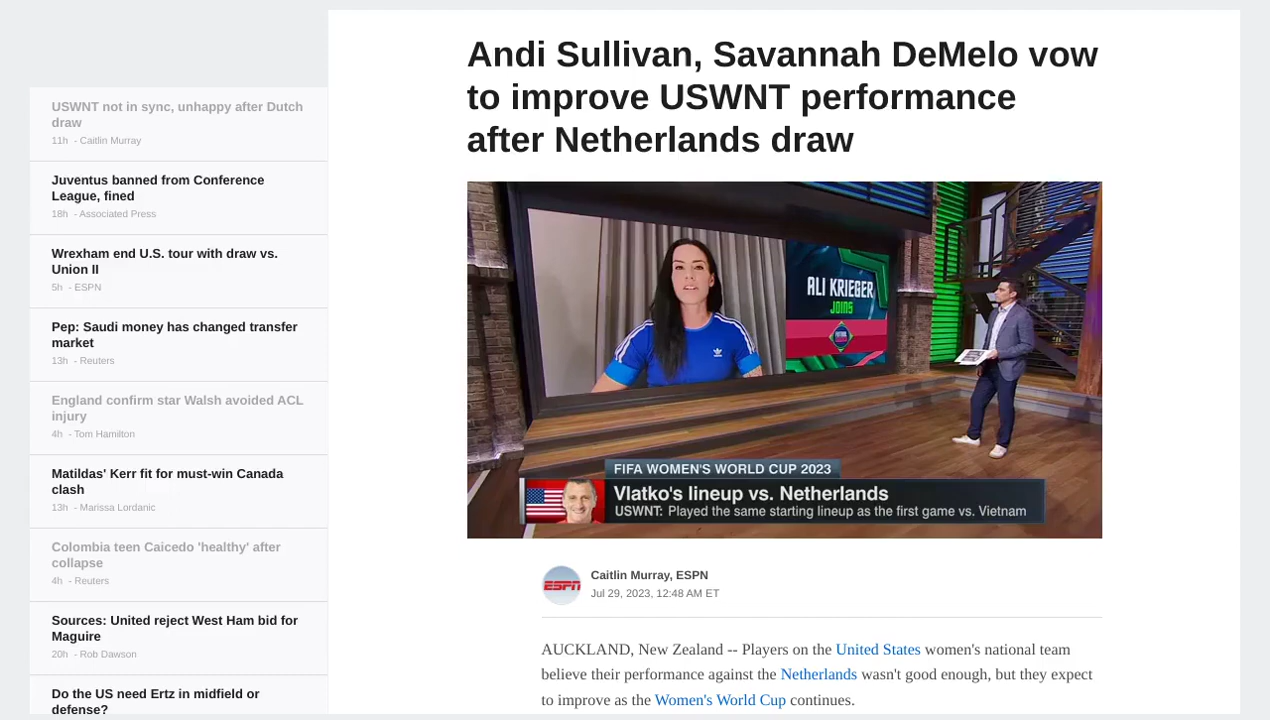 USWNT not in sync, unhappy after Dutch
draw
11h - Caitlin Murray
Juventus banned from Conference
League, fined
18h - Associated Press
Wrexham end U.S. tour with draw vs.
Union II
5h - ESPN
Pep: Saudi money has changed transfer
market
13h - Reuters
England confirm star Walsh avoided ACL
injury
4h - Tom Hamilton
Matildas' Kerr fit for must-win Canada
clash
13h - Marissa Lordanic
Colombia teen Caicedo 'healthy' after
collapse
4h - Reuters
Sources: United reject West Ham bid for
Maguire
20h - Rob Dawson
Do the US need Ertz in midfield or
defense?
Andi Sullivan, Savannah DeMelo vow
to improve USWNT performance
after Netherlands draw
ALI KRIEGER
JOINS
FIFA WOMEN'S WORLD CUP 2023
Vlatko's lineup vs. Netherlands
USWNT: Played the same starting lineup as the first game vs. Vietnam
ESPN
Caitlin Murray, ESPN
Jul 29, 2023, 12:48 AM ET
AUCKLAND, New Zealand -- Players on the United States women's national team
believe their performance against the Netherlands wasn't good enough, but they expect
to improve as the Women's World Cup continues.